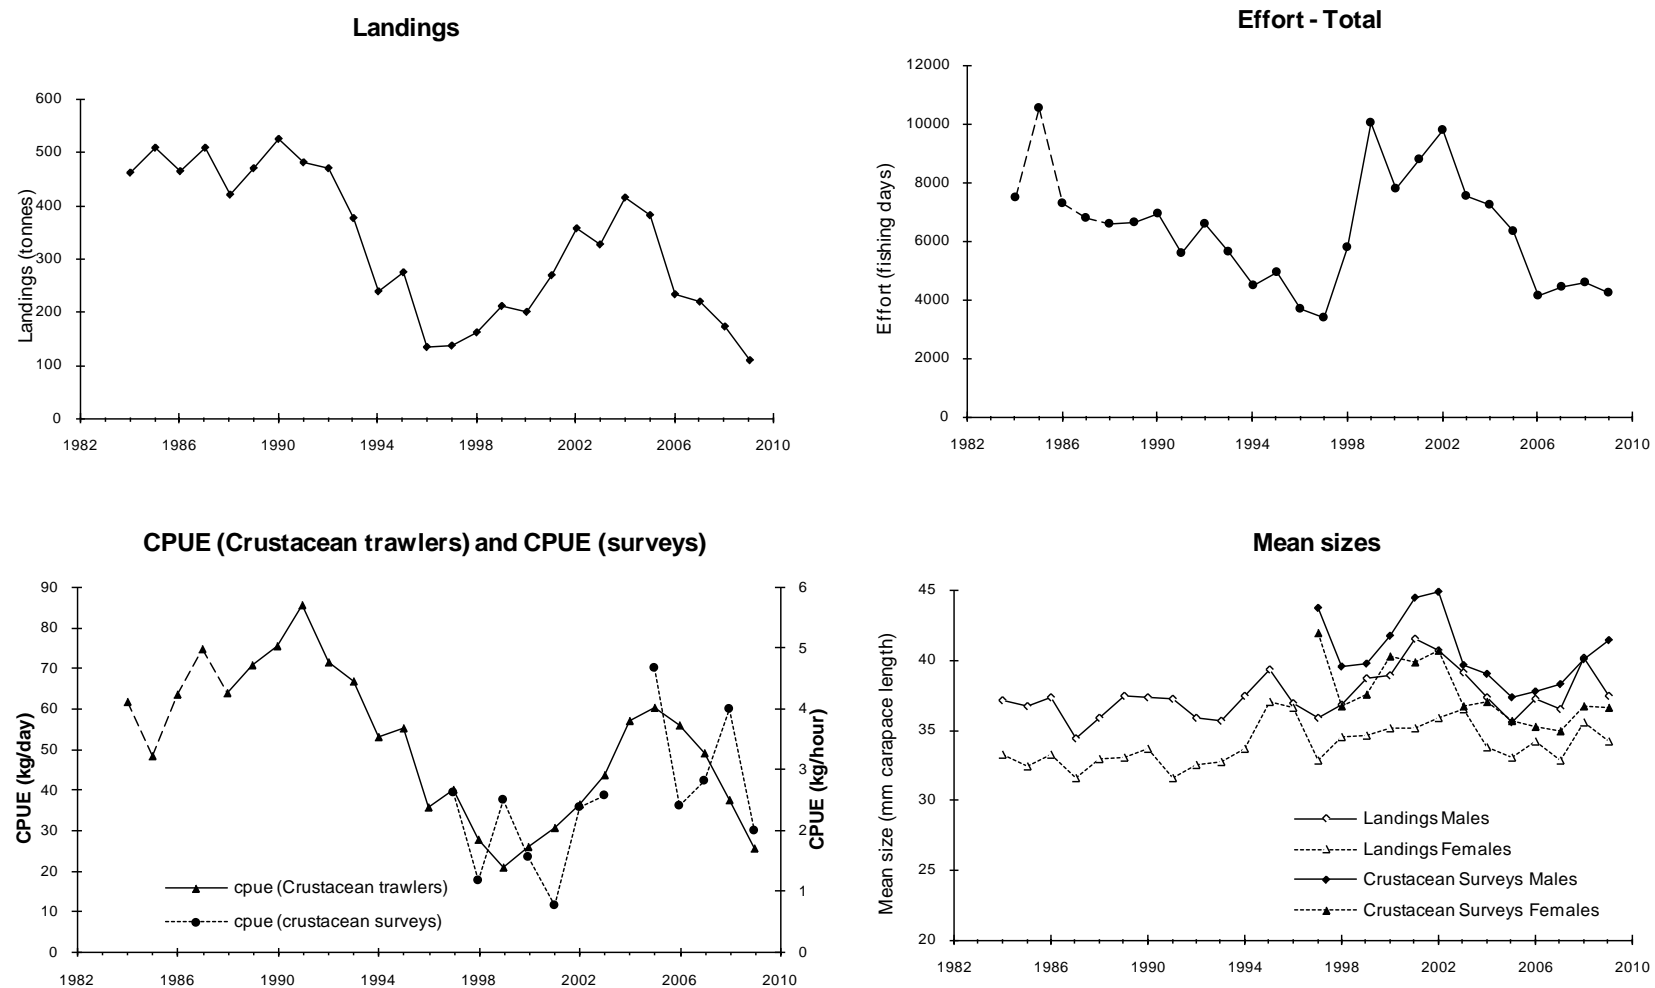 Landings
600
500
400
300
200
100
0
Landings (tonnes)
1982 1986 1990 1994 1998 2002 2006 2010
Effort - Total
12000
10000
8000
6000
4000
2000
0
Effort (fishing days)
1982 1986 1990 1994 1998 2002 2006 2010
CPUE (Crustacean trawlers) and CPUE (surveys)
90
80
70
60
50
40
30
20
10
0
CPUE (kg/day)
6
5
4
3
2
1
0
CPUE (kg/hour)
cpue (Crustacean trawlers)
cpue (crustacean surveys)
1982 1986 1990 1994 1998 2002 2006 2010
Mean sizes
45
40
35
30
25
20
Mean size (mm carapace length)
Landings Males
Landings Females
Crustacean Surveys Males
Crustacean Surveys Females
1982 1986 1990 1994 1998 2002 2006 2010